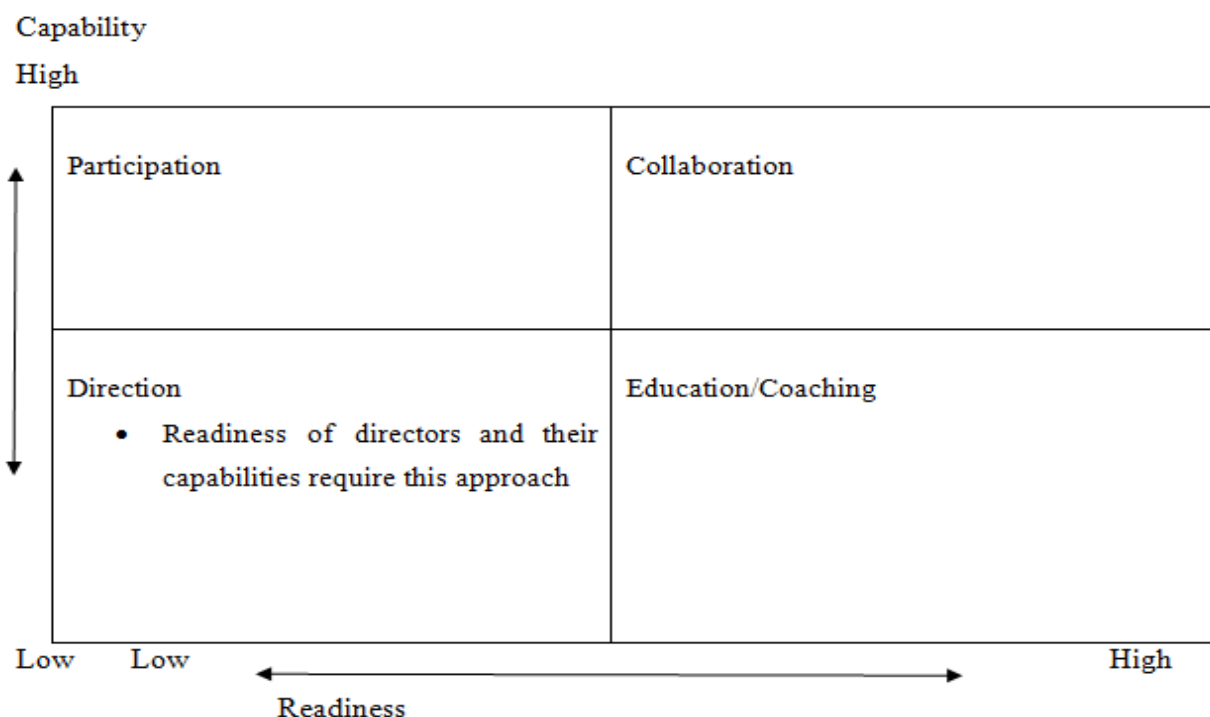 Capability
High
Participation
Collaboration
Direction
• Readiness of directors and their
capabilities require this approach
Education/Coaching
Low Low High
Readiness